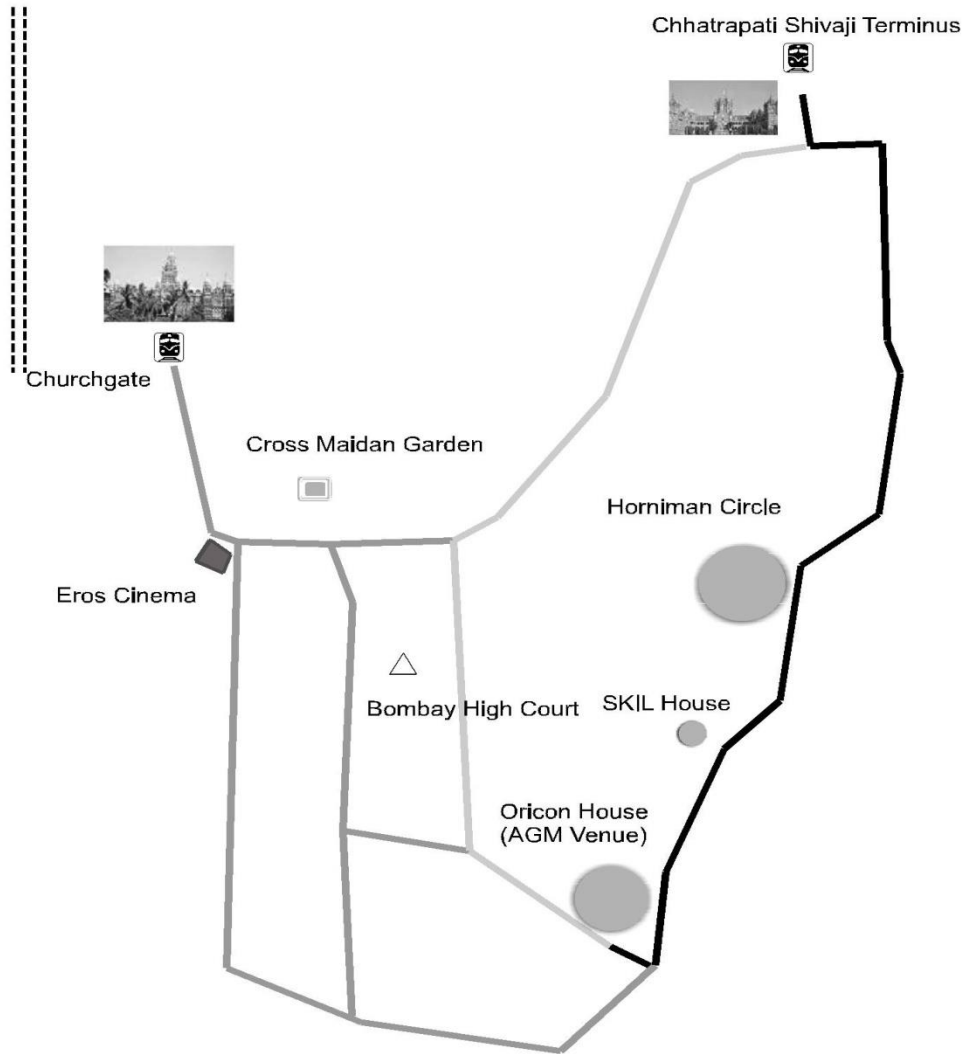 Chhatrapati Shivaji Terminus
Churchgate
Cross Maidan Garden
Horniman Circle
Eros Cinema
Bombay High Court
SKIL House
Oricon House
(AGM Venue)